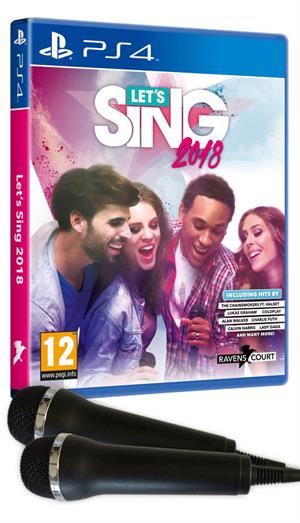 PS4
LET'S
SING
2018
PS4
Let's Sing 2018
INCLUDING HITS BY
THE CHAINSMOKERS FT. HALSEY
LUKAS GRAHAM COLDPLAY
ALAN WALKER CHARLIE PUTH
CALVIN HARRIS LADY GAGA
AND MANY MORE!
12
www.pegi.info
RAVENSCOURT